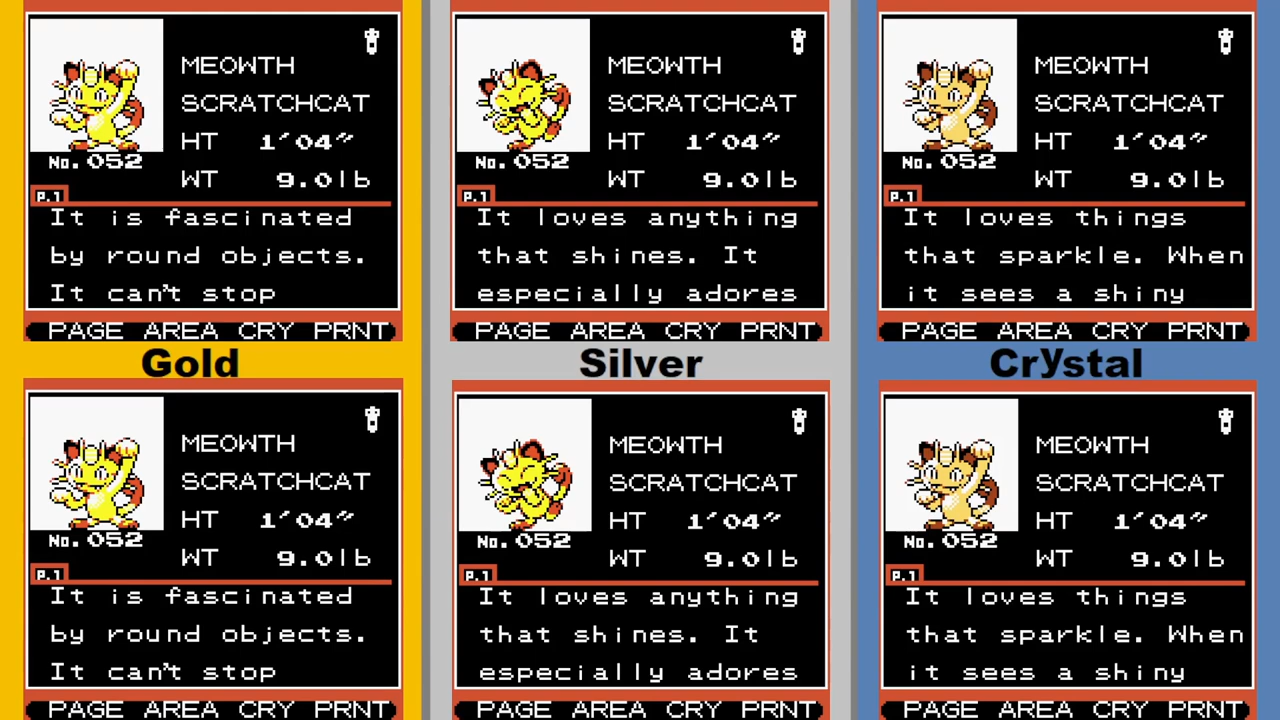 MEOWTH
SCRATCHCAT
HT 1'04"
No. 052
WT 9.0lb
P.1
It is fascinated
by round objects.
It can't stop
PAGE AREA CRY PRNT
MEOWTH
SCRATCHCAT
HT 1'04"
No. 052
WT 9.0lb
P.1
It loves anything
that shines. It
especially adores
PAGE AREA CRY PRNT
MEOWTH
SCRATCHCAT
HT 1'04"
No. 052
WT 9.0lb
P.1
It loves things
that sparkle. When
it sees a shiny
PAGE AREA CRY PRNT
Gold
Silver
Crystal
MEOWTH
SCRATCHCAT
HT 1'04"
No. 052
WT 9.0lb
P.1
It is fascinated
by round objects.
It can't stop
PAGE AREA CRY PRNT
MEOWTH
SCRATCHCAT
HT 1'04"
No. 052
WT 9.0lb
P.1
It loves anything
that shines. It
especially adores
PAGE AREA CRY PRNT
MEOWTH
SCRATCHCAT
HT 1'04"
No. 052
WT 9.0lb
P.1
It loves things
that sparkle. When
it sees a shiny
PAGE AREA CRY PRNT